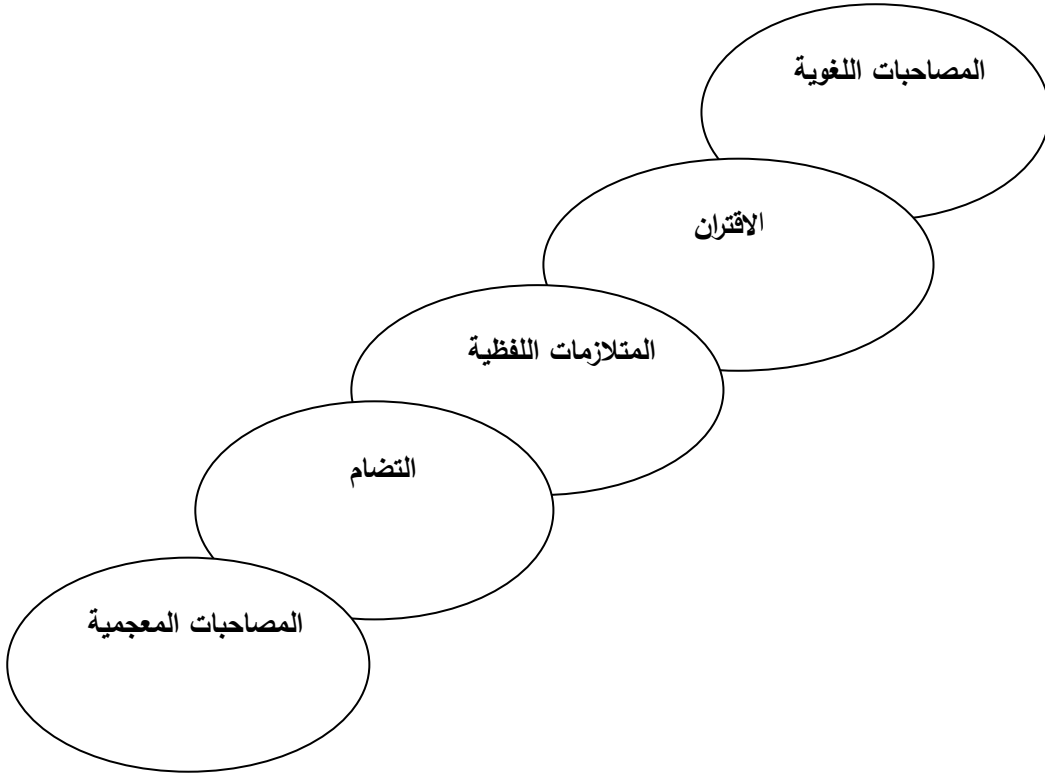 المصاحبات اللغوية
الاقتران
المتلازمات اللفظية
التضام
المصاحبات المعجمية